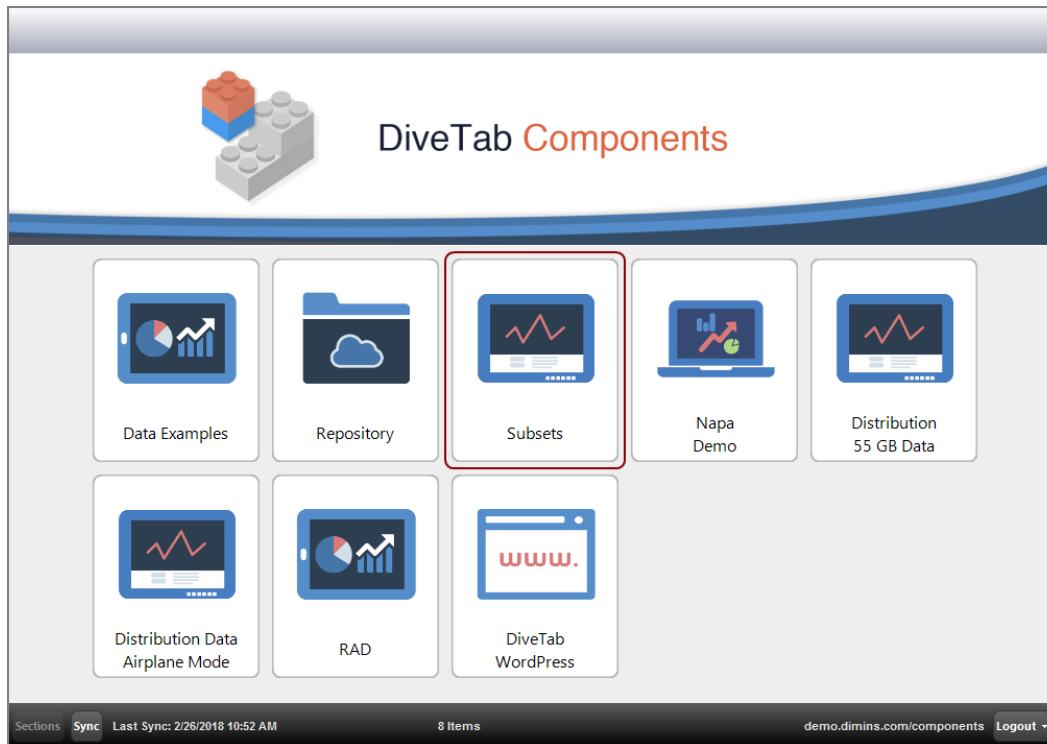 DiveTab Components
Data Examples
Repository
Subsets
Napa
Demo
Distribution
55 GB Data
Distribution Data
Airplane Mode
RAD
www.
DiveTab
WordPress
Sections Sync Last Sync: 2/26/2018 10:52 AM 8 Items demo.dimins.com/components Logout